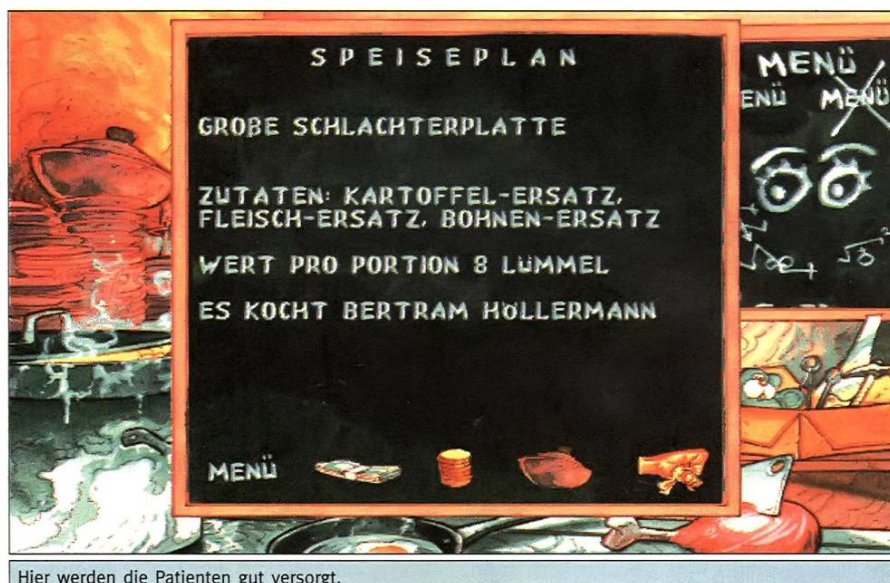 SPEISEPLAN
GROßE SCHLACHTERPLATTE
ZUTATEN: KARTOFFEL-ERSATZ,
FLEISCH-ERSATZ, BOHNEN-ERSATZ
WERT PRO PORTION 8 LÜMMEL
ES KOCHT BERTRAM HÖLLERMANN
MENÜ
MENÜ
ENÜ MENÜ
Hier werden die Patienten gut versorgt.